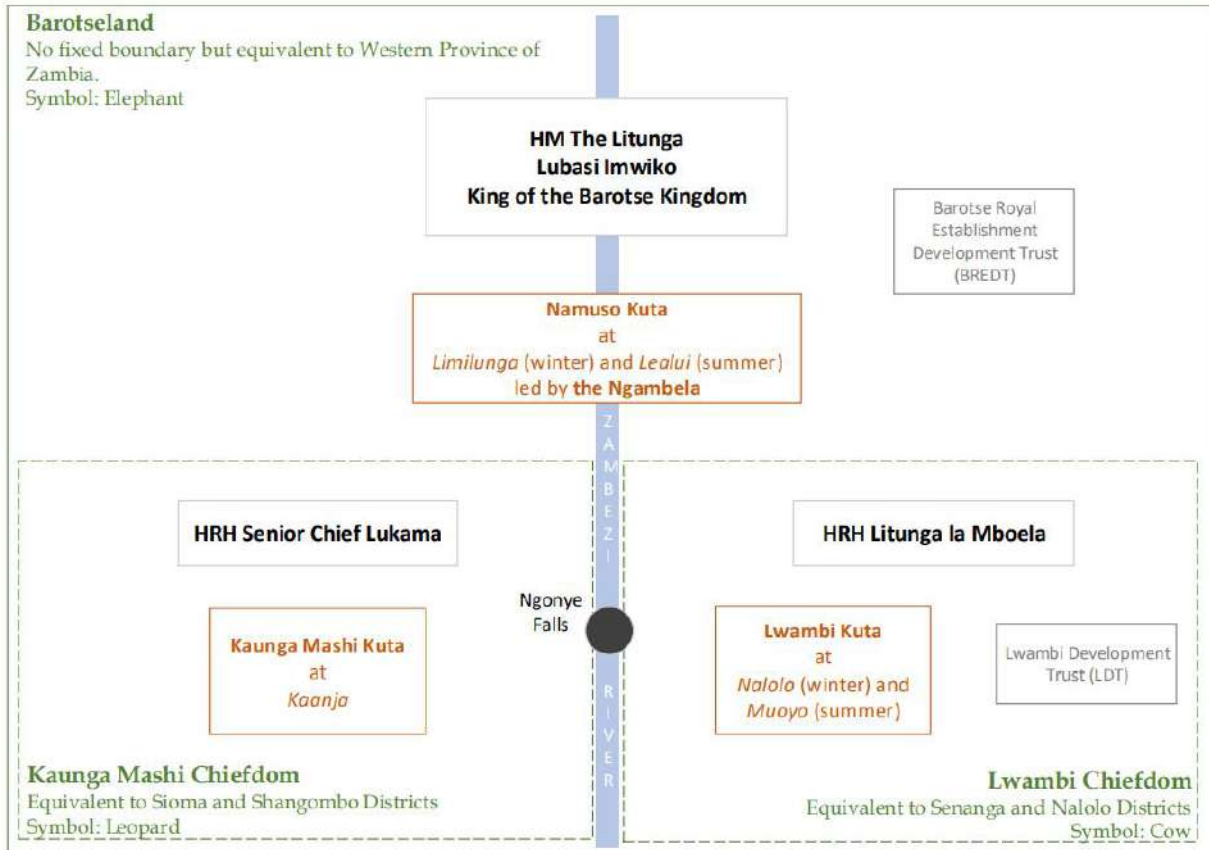 Barotseland
No fixed boundary but equivalent to Western Province of
Zambia.
Symbol: Elephant
HM The Litunga
Lubasi Imwiko
King of the Barotse Kingdom
Barotse Royal
Establishment
Development Trust
(BREDT)
Namuso Kuta
at
Limilunga (winter) and Lealui (summer)
led by the Ngambela
ZAMBEZI RIVER
HRH Senior Chief Lukama
HRH Litunga la Mboela
Ngonye
Falls
Kaunga Mashi Kuta
at
Kaanja
Lwambi Kuta
at
Nalolo (winter) and
Muoyo (summer)
Lwambi Development
Trust (LDT)
Kaunga Mashi Chiefdom
Equivalent to Sioma and Shangombo Districts
Symbol: Leopard
Lwambi Chiefdom
Equivalent to Senanga and Nalolo Districts
Symbol: Cow